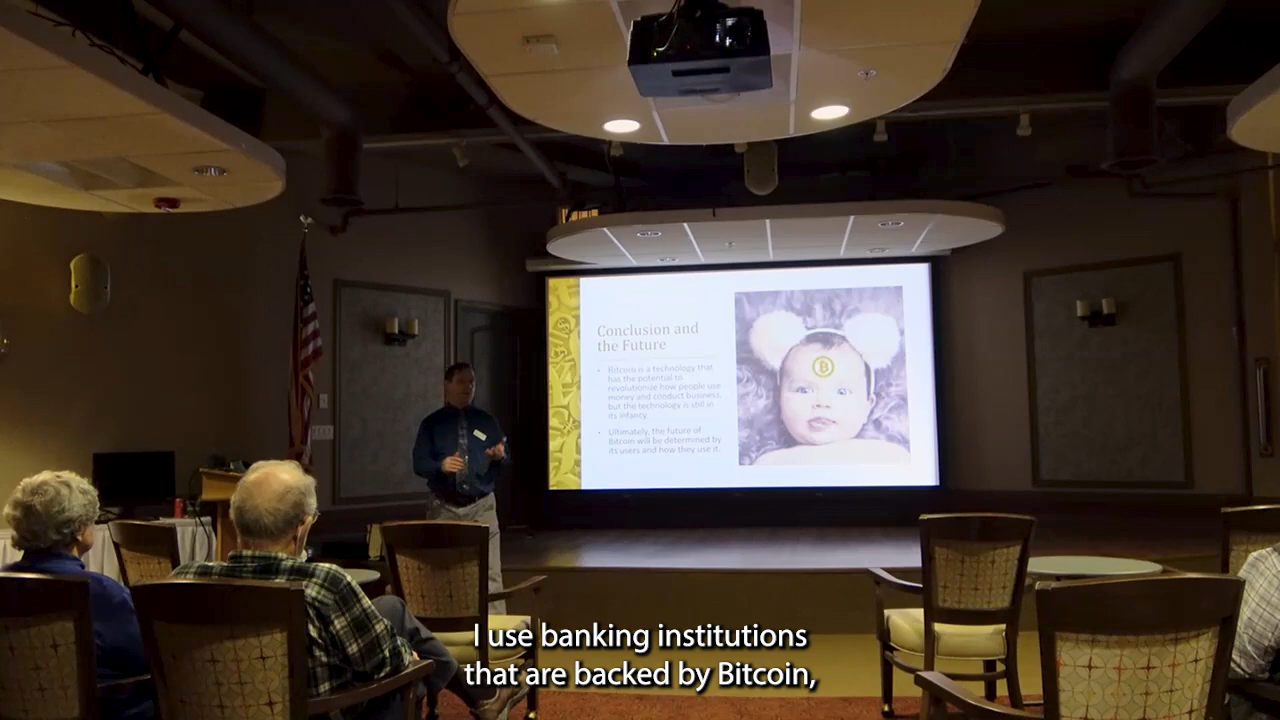 Conclusion and
the Future
• Bitcoin is a technology that
has the potential to
revolutionize how people use
money and conduct business,
but the technology is still in
its infancy.
• Ultimately, the future of
Bitcoin will be determined by
its users and how they use it.
I use banking institutions
that are backed by Bitcoin,